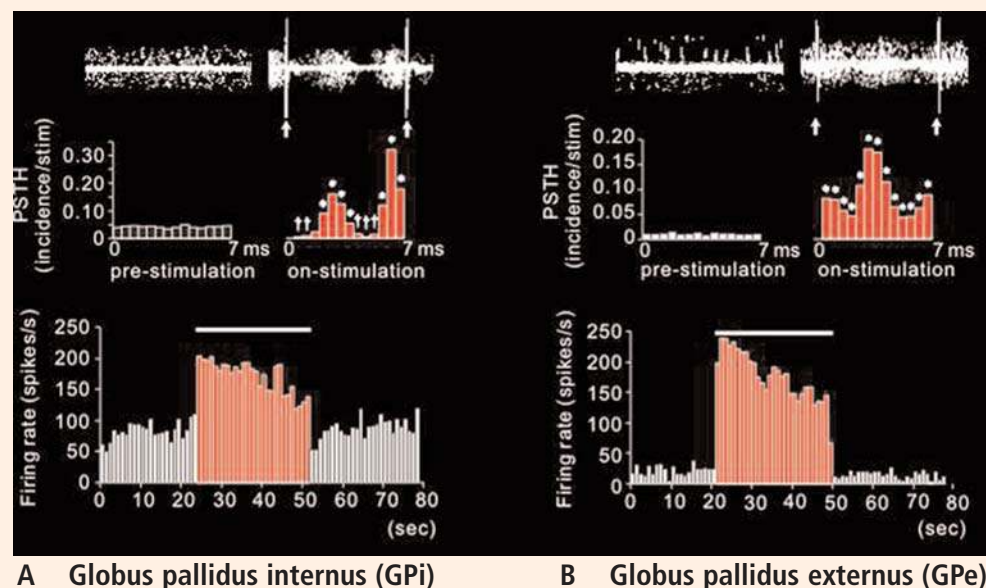 PSTH
(incidence/stim)
0.30
0.20
0.10
0
0 7 ms
pre-stimulation
0 7 ms
on-stimulation
PSTH
(incidence/stim)
0.20
0.15
0.10
0.05
0
0 7 ms
pre-stimulation
0 7 ms
on-stimulation
Firing rate (spikes/s)
250
200
150
100
50
0
0 10 20 30 40 50 60 70 80
(sec)
Firing rate (spikes/s)
250
200
150
100
50
0
0 10 20 30 40 50 60 70 80
(sec)
A Globus pallidus internus (GPi)
B Globus pallidus externus (GPe)